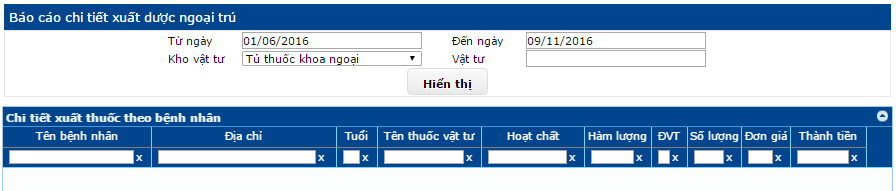 Báo cáo chi tiết xuất dược ngoại trú
Từ ngày 01/06/2016 Đến ngày 09/11/2016
Kho vật tư Tủ thuốc khoa ngoại Vật tư
Hiển thị
Chi tiết xuất thuốc theo bệnh nhân
Tên bệnh nhân Địa chỉ Tuổi Tên thuốc vật tư Hoạt chất Hàm lượng ĐVT Số lượng Đơn giá Thành tiền
x x x x x x x x x x